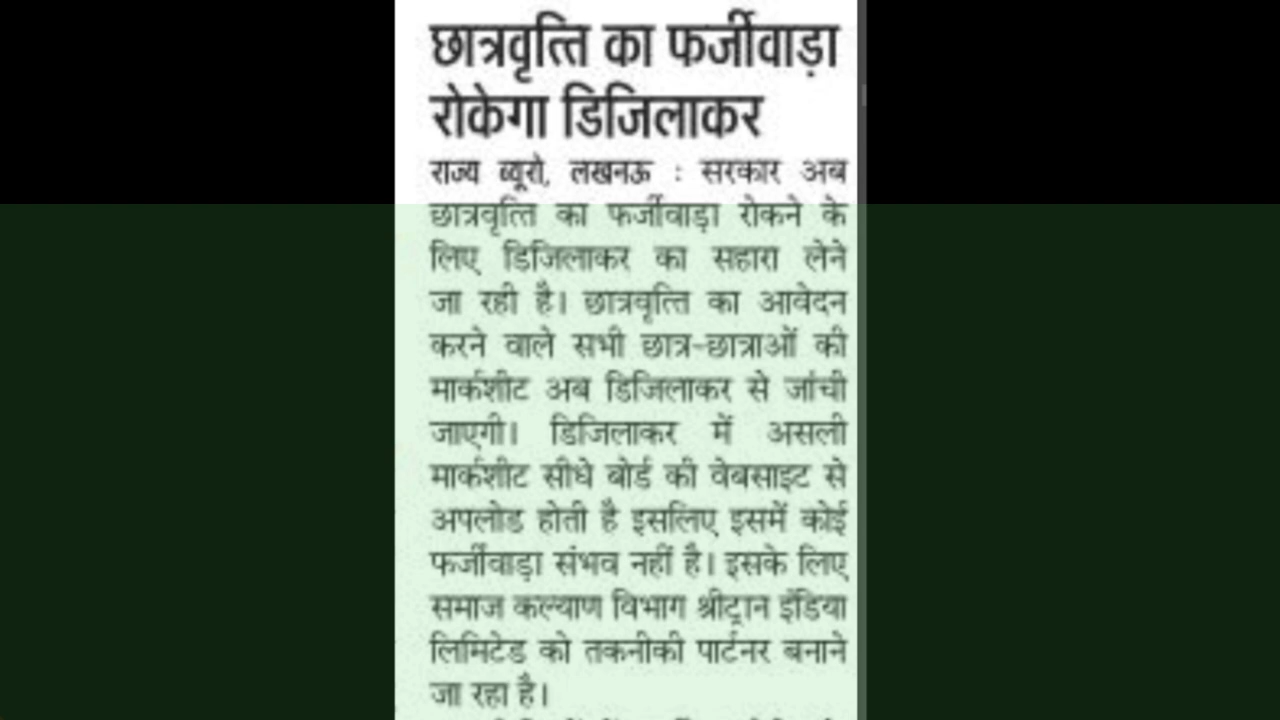 छात्रवृत्ति का फर्जीवाड़ा
रोकेगा डिजिलाकर
राज्य ब्यूरो, लखनऊ : सरकार अब
छात्रवृत्ति का फर्जीवाड़ा रोकने के
लिए डिजिलाकर का सहारा लेने
जा रही है। छात्रवृत्ति का आवेदन
करने वाले सभी छात्र-छात्राओं की
मार्कशीट अब डिजिलाकर से जांची
जाएगी। डिजिलाकर में असली
मार्कशीट सीधे बोर्ड की वेबसाइट से
अपलोड होती है इसलिए इसमें कोई
फर्जीवाड़ा संभव नहीं है। इसके लिए
समाज कल्याण विभाग श्रीट्रान इंडिया
लिमिटेड को तकनीकी पार्टनर बनाने
जा रहा है।